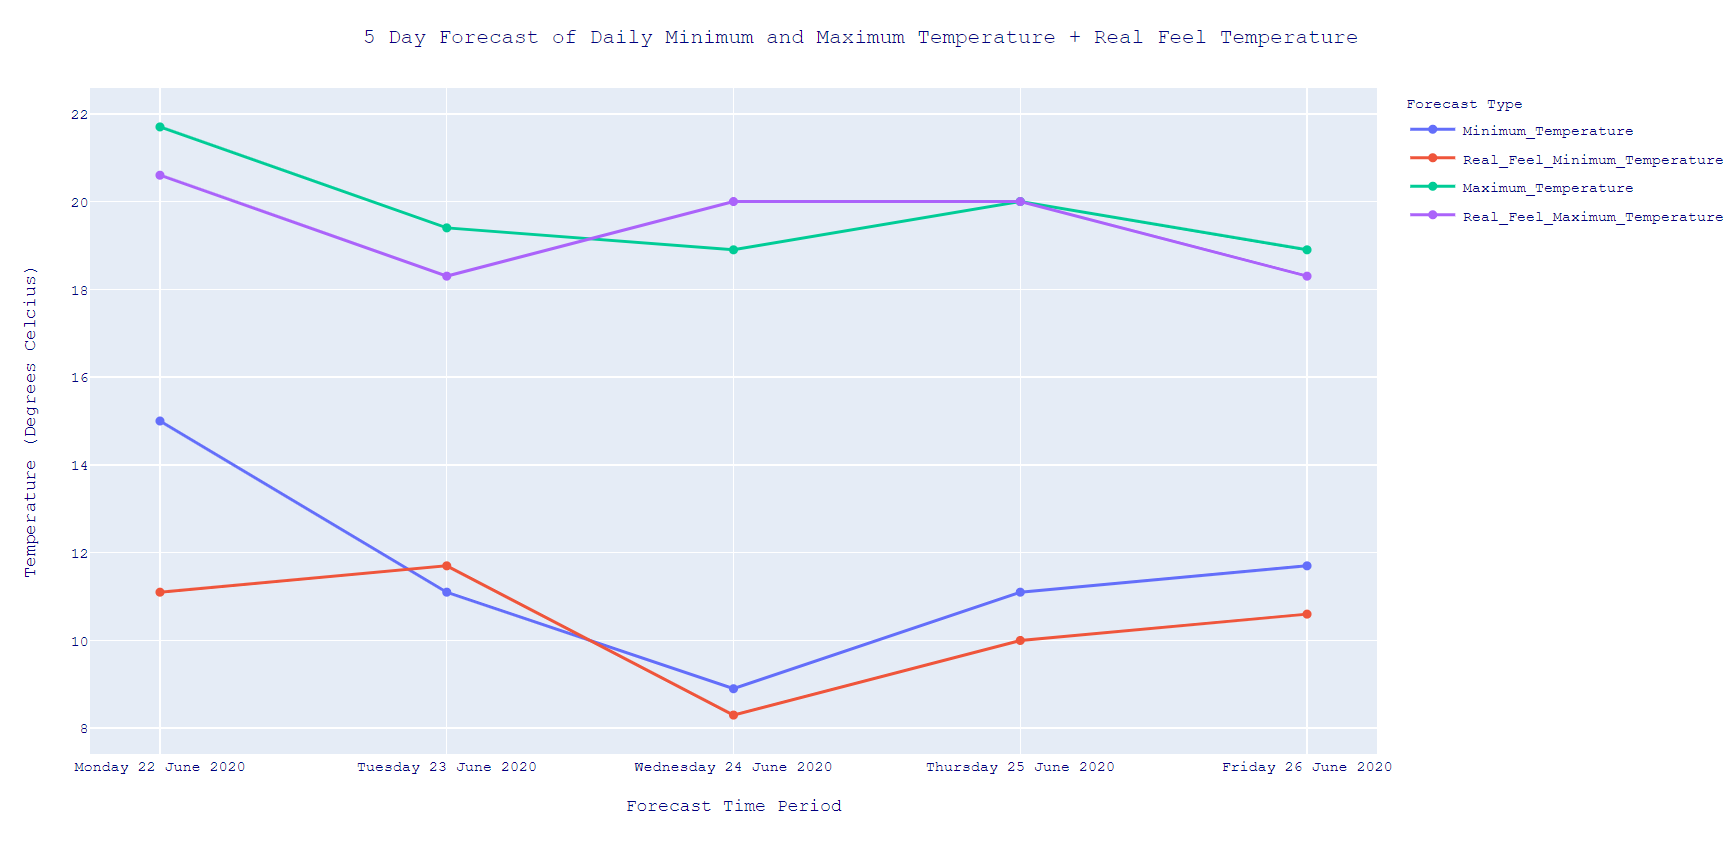 5 Day Forecast of Daily Minimum and Maximum Temperature + Real Feel Temperature
Forecast Type
Minimum_Temperature
Real_Feel_Minimum_Temperature
Maximum_Temperature
Real_Feel_Maximum_Temperature
Temperature (Degrees Celcius)
22
20
18
16
14
12
10
8
Monday 22 June 2020
Tuesday 23 June 2020
Wednesday 24 June 2020
Thursday 25 June 2020
Friday 26 June 2020
Forecast Time Period